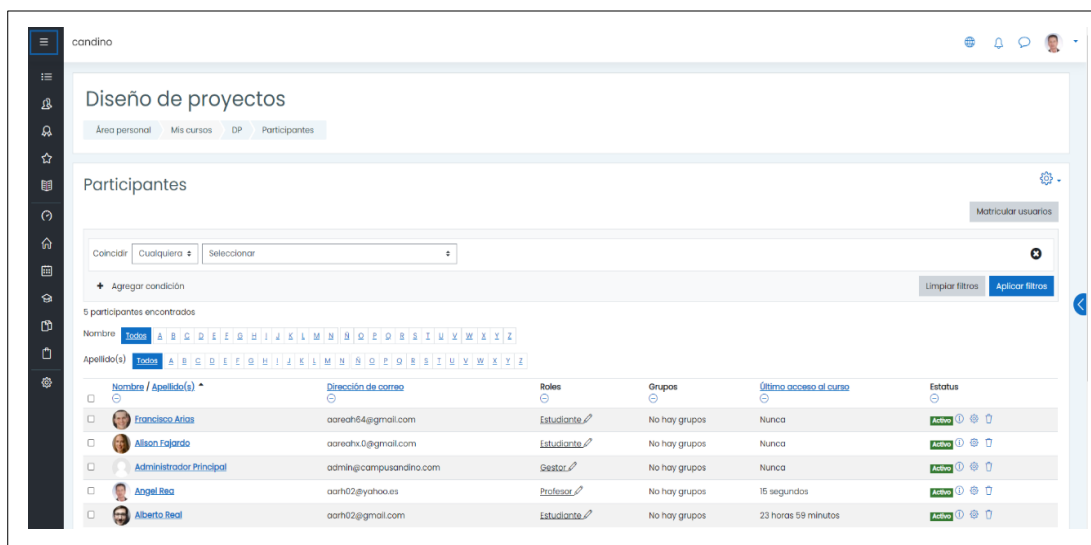 candino
Diseño de proyectos
Área personal Mis cursos DP Participantes
Participantes
Matricular usuarios
Coincidir Cualquiera Seleccionar
Agregar condición Limpiar filtros Aplicar filtros
5 participantes encontrados
Nombre Todos A B C D E F G H I J K L M N Ñ O P Q R S T U V W X Y Z
Apellido(s) Todos A B C D E F G H I J K L M N Ñ O P Q R S T U V W X Y Z
Nombre / Apellido(s) Dirección de correo Roles Grupos Último acceso al curso Estatus
Francisco Arias aareah64@gmail.com Estudiante No hay grupos Nunca Activo
Alison Fajardo aareahx.0@gmail.com Estudiante No hay grupos Nunca Activo
Administrador Principal admin@campusandino.com Gestor No hay grupos Nunca Activo
Angel Rea aarh02@yahoo.es Profesor No hay grupos 15 segundos Activo
Alberto Real aarh02@gmail.com Estudiante No hay grupos 23 horas 59 minutos Activo